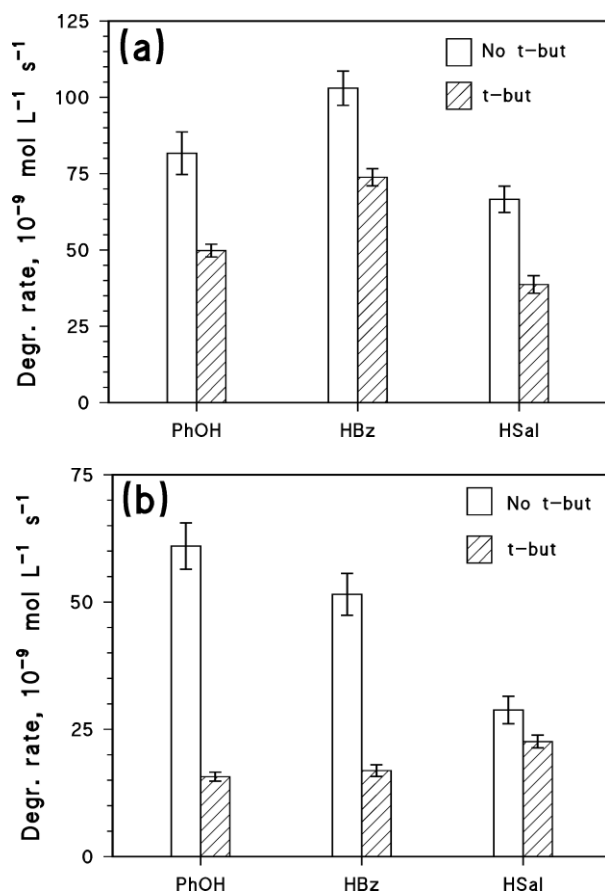 (a)
No t-but
t-but
Degr. rate, 10⁻⁹ mol L⁻¹ s⁻¹
125
100
75
50
25
0
PhOH HBz HSal
(b)
No t-but
t-but
Degr. rate, 10⁻⁹ mol L⁻¹ s⁻¹
75
50
25
0
PhOH HBz HSal